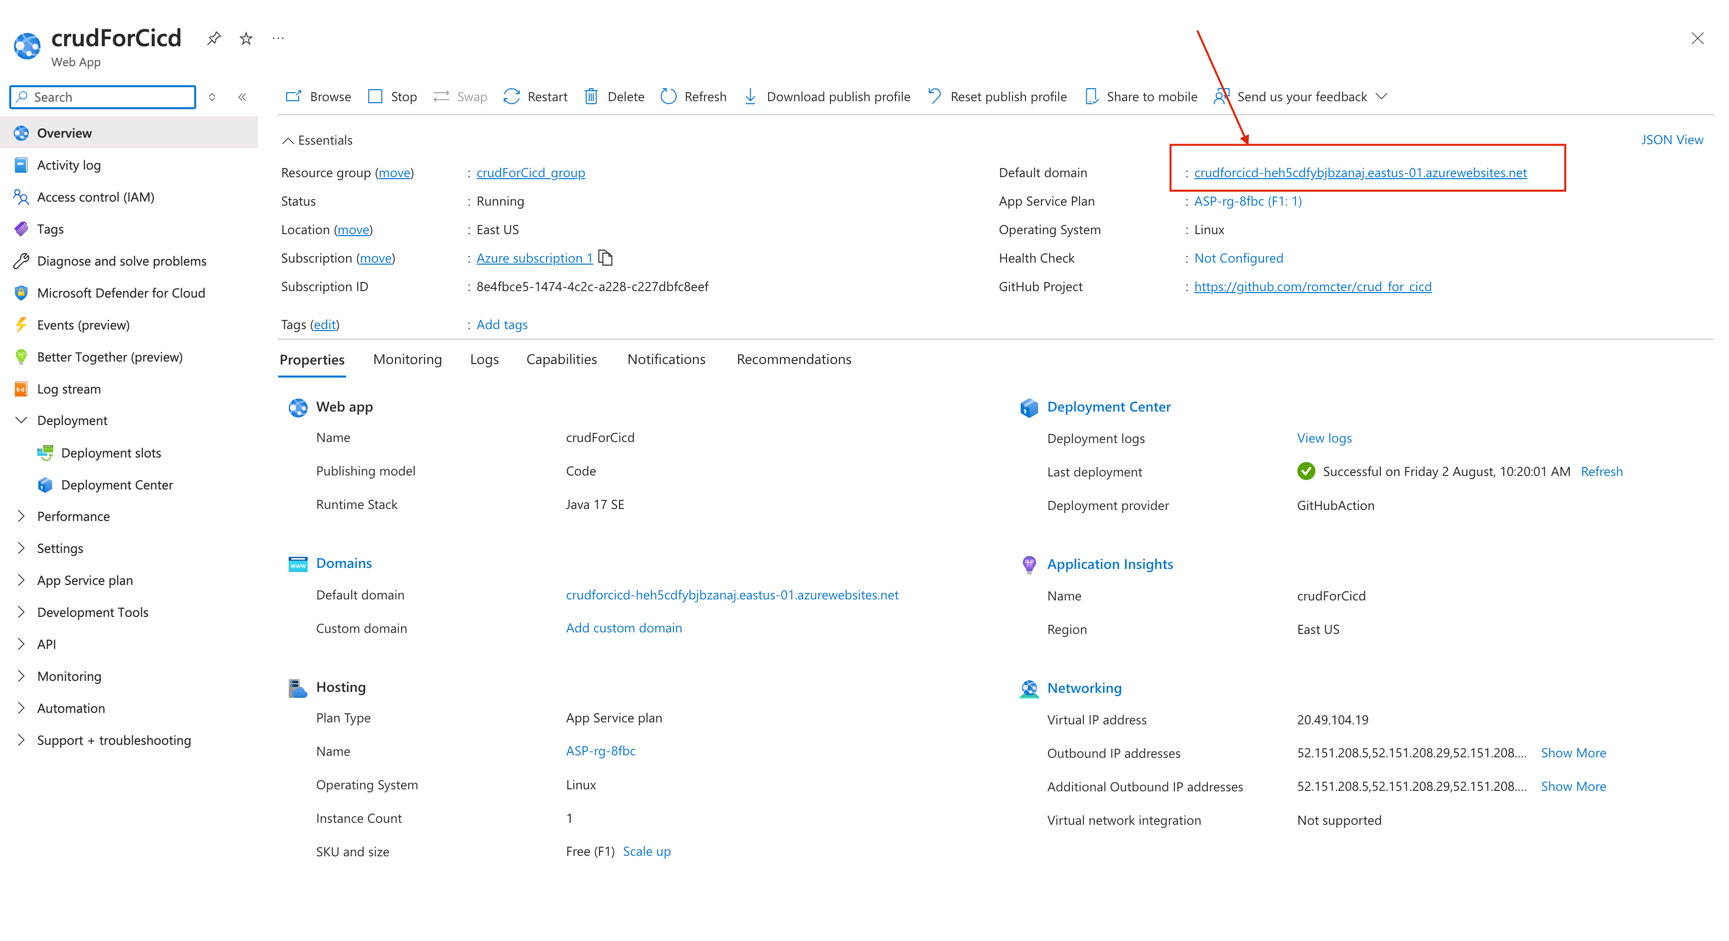 crudForCicd
Web App
Search
Browse Stop Swap Restart Delete Refresh Download publish profile Reset publish profile Share to mobile Send us your feedback
Overview
Activity log
Access control (IAM)
Tags
Diagnose and solve problems
Microsoft Defender for Cloud
Events (preview)
Better Together (preview)
Log stream
Deployment
Deployment slots
Deployment Center
Performance
Settings
App Service plan
Development Tools
API
Monitoring
Automation
Support + troubleshooting
Essentials
JSON View
Resource group (move) : crudForCicd_group
Status : Running
Location (move) : East US
Subscription (move) : Azure subscription 1
Subscription ID : 8e4fbce5-1474-4c2c-a228-c227dbfc8eef
Tags (edit) : Add tags
Default domain : crudforcicd-heh5cdfybjbzanaj.eastus-01.azurewebsites.net
App Service Plan : ASP-rg-8fbc (F1: 1)
Operating System : Linux
Health Check : Not Configured
GitHub Project : https://github.com/romcter/crud_for_cicd
Properties Monitoring Logs Capabilities Notifications Recommendations
Web app
Name crudForCicd
Publishing model Code
Runtime Stack Java 17 SE
Domains
Default domain crudforcicd-heh5cdfybjbzanaj.eastus-01.azurewebsites.net
Custom domain Add custom domain
Hosting
Plan Type App Service plan
Name ASP-rg-8fbc
Operating System Linux
Instance Count 1
SKU and size Free (F1) Scale up
Deployment Center
Deployment logs View logs
Last deployment Successful on Friday 2 August, 10:20:01 AM Refresh
Deployment provider GitHubAction
Application Insights
Name crudForCicd
Region East US
Networking
Virtual IP address 20.49.104.19
Outbound IP addresses 52.151.208.5,52.151.208.29,52.151.208.... Show More
Additional Outbound IP addresses 52.151.208.5,52.151.208.29,52.151.208.... Show More
Virtual network integration Not supported